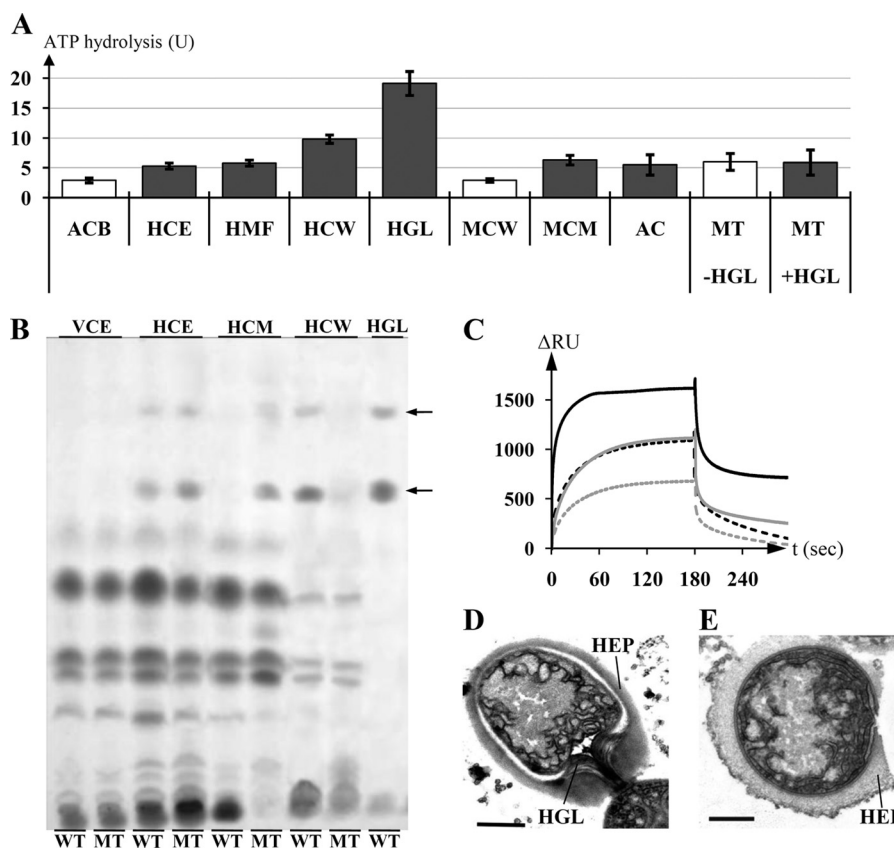 A
ATP hydrolysis (U)
20
15
10
5
0
ACB HCE HMF HCW HGL MCW MCM AC MT MT
-HGL +HGL
B
VCE HCE HCM HCW HGL
WT MT WT MT WT MT WT MT WT
C
ΔRU
1500
1000
500
0
0 60 120 180 240
t (sec)
D
HEP
HGL
E
HEP